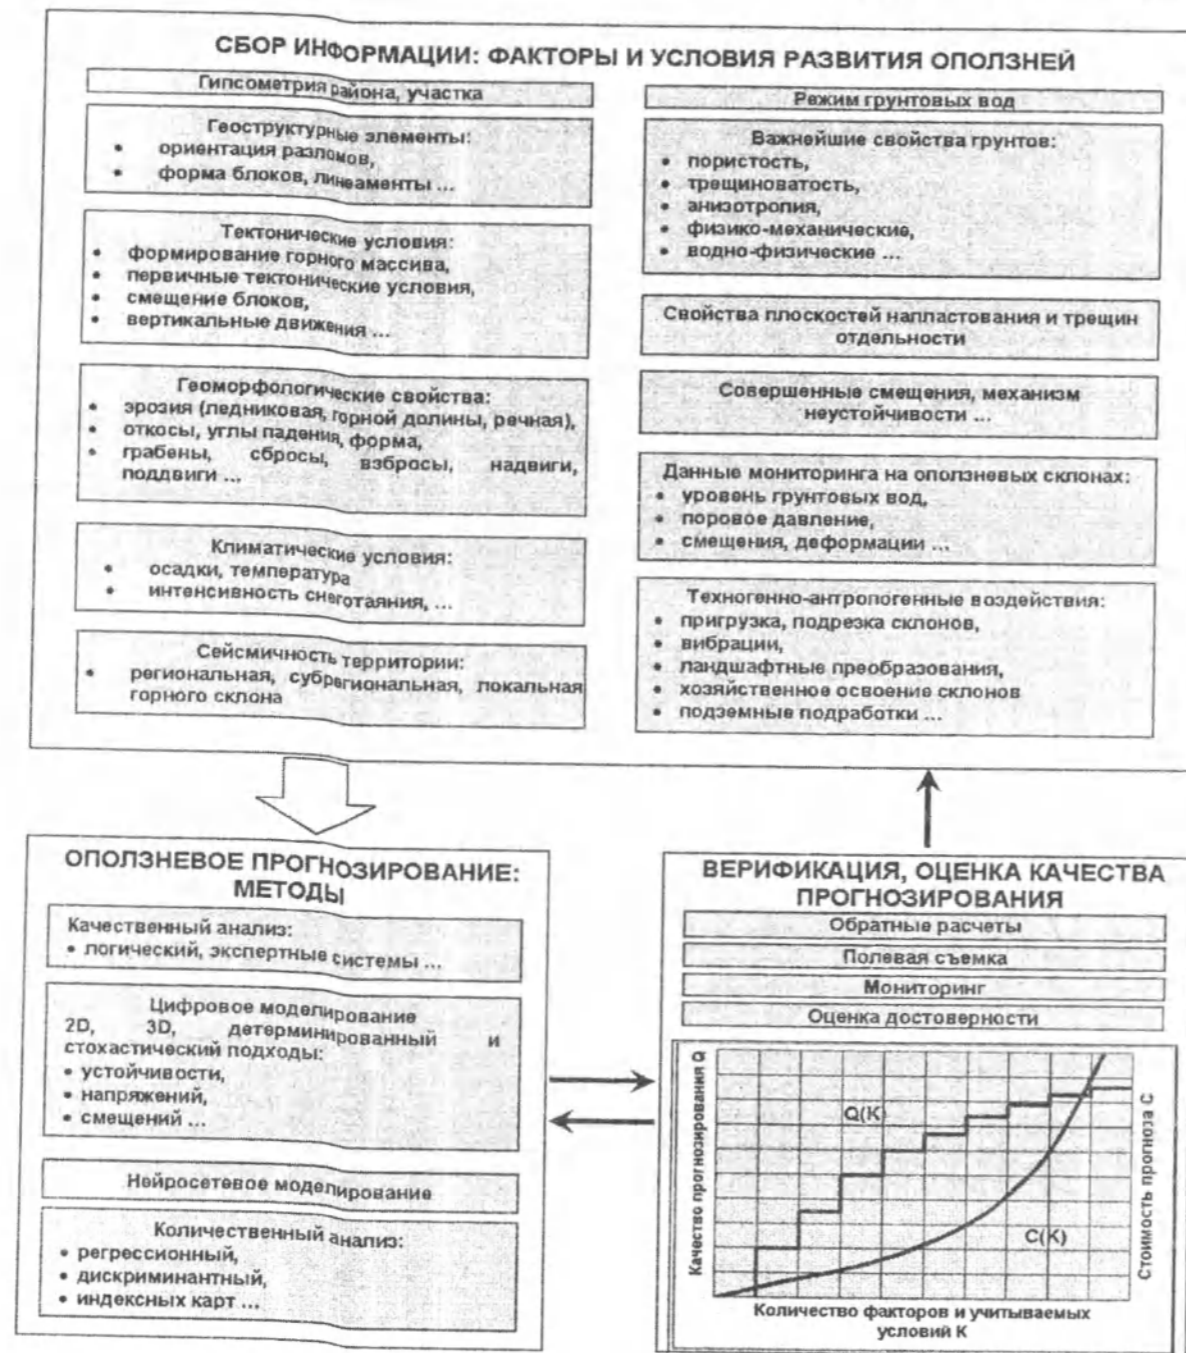 СБОР ИНФОРМАЦИИ: ФАКТОРЫ И УСЛОВИЯ РАЗВИТИЯ ОПОЛЗНЕЙ
Гипсометрия района, участка
Геоструктурные элементы:
• ориентация разломов,
• форма блоков, линеаменты ...
Тектонические условия:
• формирование горного массива,
• первичные тектонические условия,
• смещение блоков,
• вертикальные движения ...
Геоморфологические свойства:
• эрозия (ледниковая, горной долины, речная),
• откосы, углы падения, форма,
• грабены, сбросы, взбросы, надвиги,
поддвиги ...
Климатические условия:
• осадки, температура
• интенсивность снеготаяния, ...
Сейсмичность территории:
• региональная, субрегиональная, локальная
горного склона
Режим грунтовых вод
Важнейшие свойства грунтов:
• пористость,
• трещиноватость,
• анизотропия,
• физико-механические,
• водно-физические ...
Свойства плоскостей напластования и трещин
отдельности
Совершенные смещения, механизм
неустойчивости ...
Данные мониторинга на оползневых склонах:
• уровень грунтовых вод,
• поровое давление,
• смещения, деформации ...
Техногенно-антропогенные воздействия:
• пригрузка, подрезка склонов,
• вибрации,
• ландшафтные преобразования,
• хозяйственное освоение склонов
• подземные подработки ...
ОПОЛЗНЕВОЕ ПРОГНОЗИРОВАНИЕ:
МЕТОДЫ
Качественный анализ:
• логический, экспертные системы ...
Цифровое моделирование
2D, 3D, детерминированный и
стохастический подходы:
• устойчивости,
• напряжений,
• смещений ...
Нейросетевое моделирование
Количественный анализ:
• регрессионный,
• дискриминантный,
• индексных карт ...
ВЕРИФИКАЦИЯ, ОЦЕНКА КАЧЕСТВА
ПРОГНОЗИРОВАНИЯ
Обратные расчеты
Полевая съемка
Мониторинг
Оценка достоверности
Качество прогнозирования Q
Q(K)
C(K)
Стоимость прогноза С
Количество факторов и учитываемых
условий К